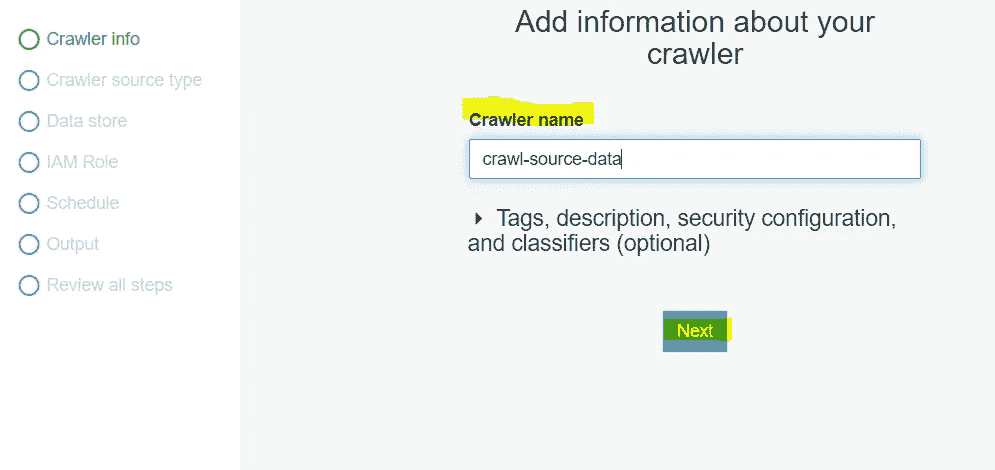 Crawler info
Crawler source type
Data store
IAM Role
Schedule
Output
Review all steps
Add information about your
crawler
Crawler name
crawl-source-data
Tags, description, security configuration,
and classifiers (optional)
Next